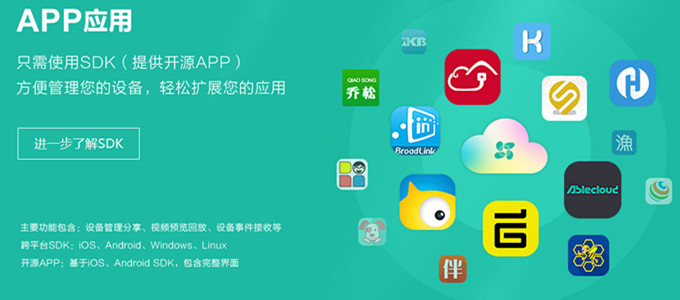 APP应用
只需使用SDK（提供开源APP）
方便管理您的设备，轻松扩展您的应用
进一步了解SDK
主要功能包含：设备管理分享、视频预览回放、设备事件接收等
跨平台SDK：iOS、Android、Windows、Linux
开源APP：基于iOS、Android SDK，包含完整界面
iKB
K
QIAO SONG
乔松
in
BroadLink
漁
Ablecloud
伴